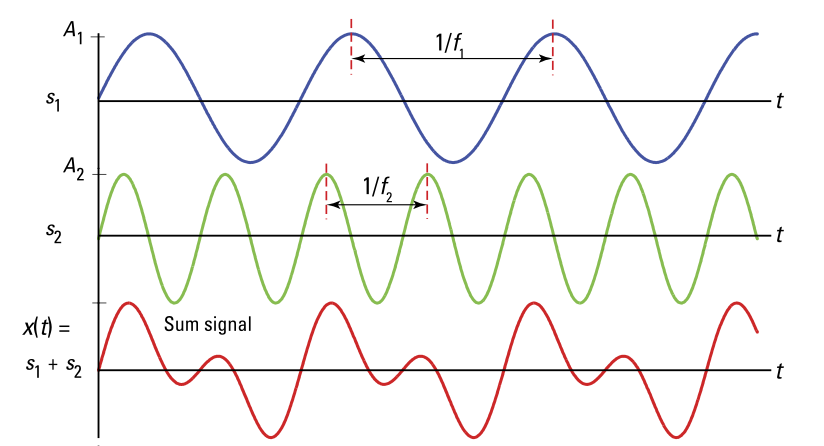 A₁
1/f₁
s₁
t
A₂
1/f₂
s₂
t
Sum signal
x(t) =
s₁ + s₂
t